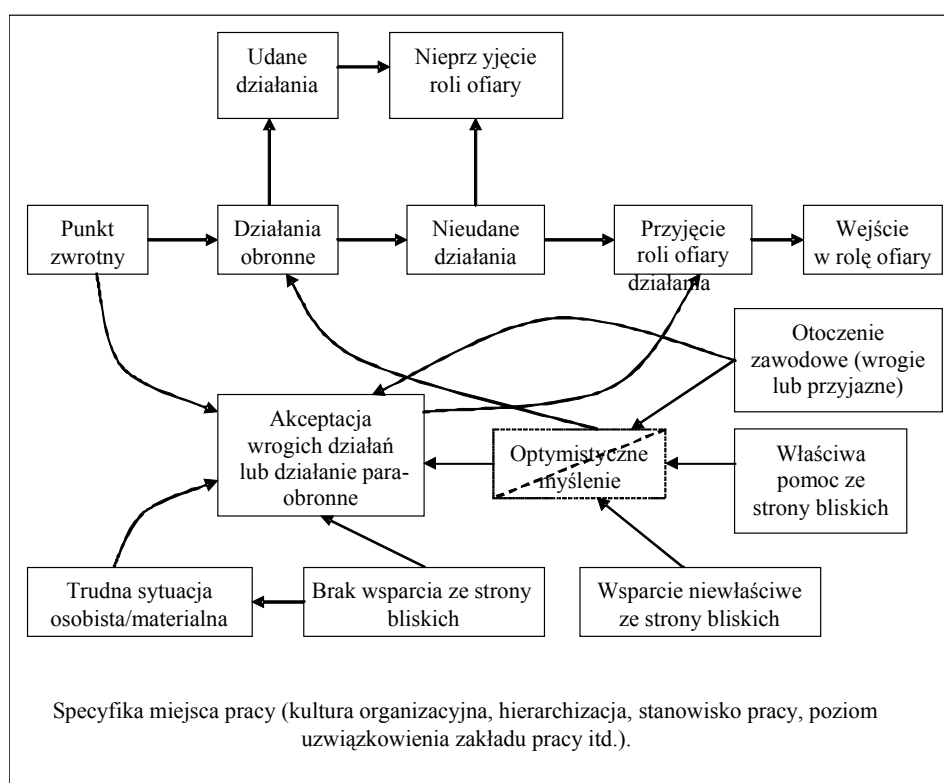 Udane
działania
Nieprz yjęcie
roli ofiary
Punkt
zwrotny
Działania
obronne
Nieudane
działania
Przyjęcie
roli ofiary
działania
Wejście
w rolę ofiary
Otoczenie
zawodowe (wrogie
lub przyjazne)
Akceptacja
wrogich działań
lub działanie para-
obronne
Optymistyczne
myślenie
Właściwa
pomoc ze
strony bliskich
Trudna sytuacja
osobista/materialna
Brak wsparcia ze strony
bliskich
Wsparcie niewłaściwe
ze strony bliskich
Specyfika miejsca pracy (kultura organizacyjna, hierarchizacja, stanowisko pracy, poziom
uzwiązkowienia zakładu pracy itd.).